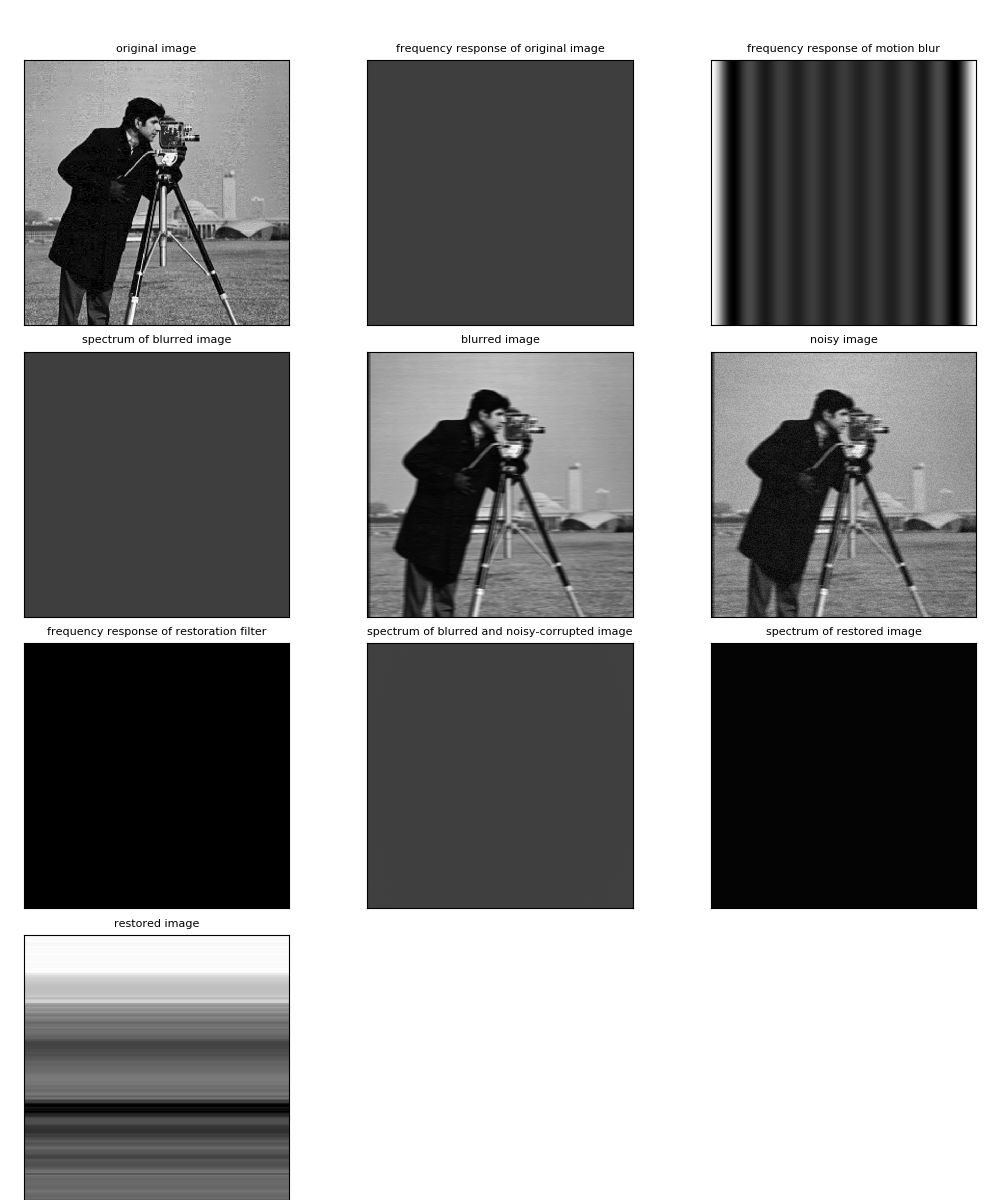 original image
frequency response of original image
frequency response of motion blur
spectrum of blurred image
blurred image
noisy image
frequency response of restoration filter
spectrum of blurred and noisy-corrupted image
spectrum of restored image
restored image